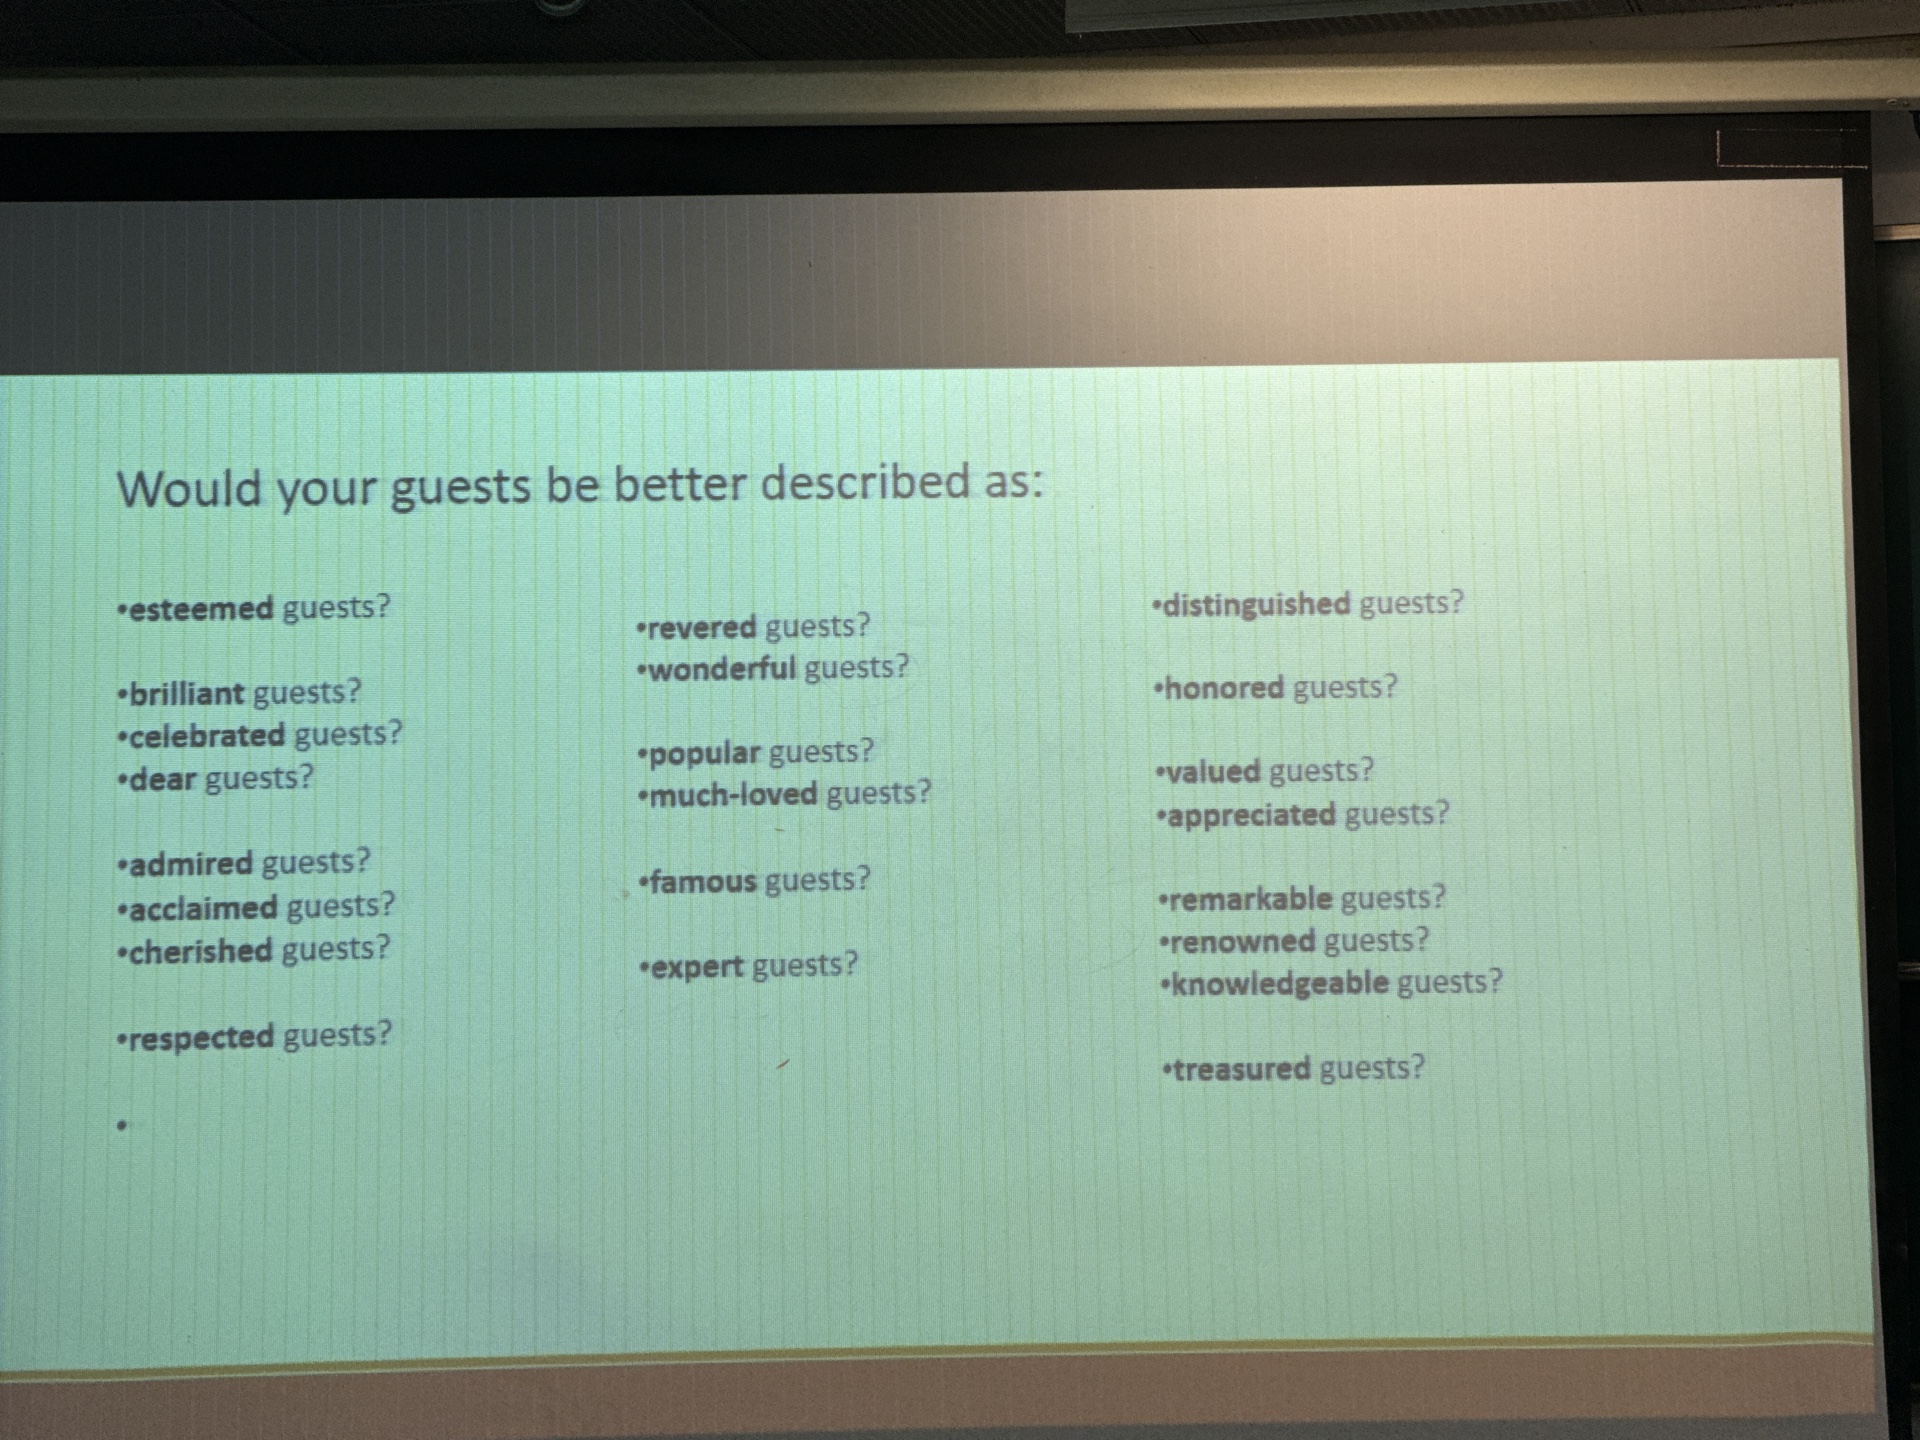 Would your guests be better described as:
•esteemed guests?
•brilliant guests?
•celebrated guests?
•dear guests?
•admired guests?
•acclaimed guests?
•cherished guests?
•respected guests?
•
•revered guests?
•wonderful guests?
•popular guests?
•much-loved guests?
•famous guests?
•expert guests?
•distinguished guests?
•honored guests?
•valued guests?
•appreciated guests?
•remarkable guests?
•renowned guests?
•knowledgeable guests?
•treasured guests?